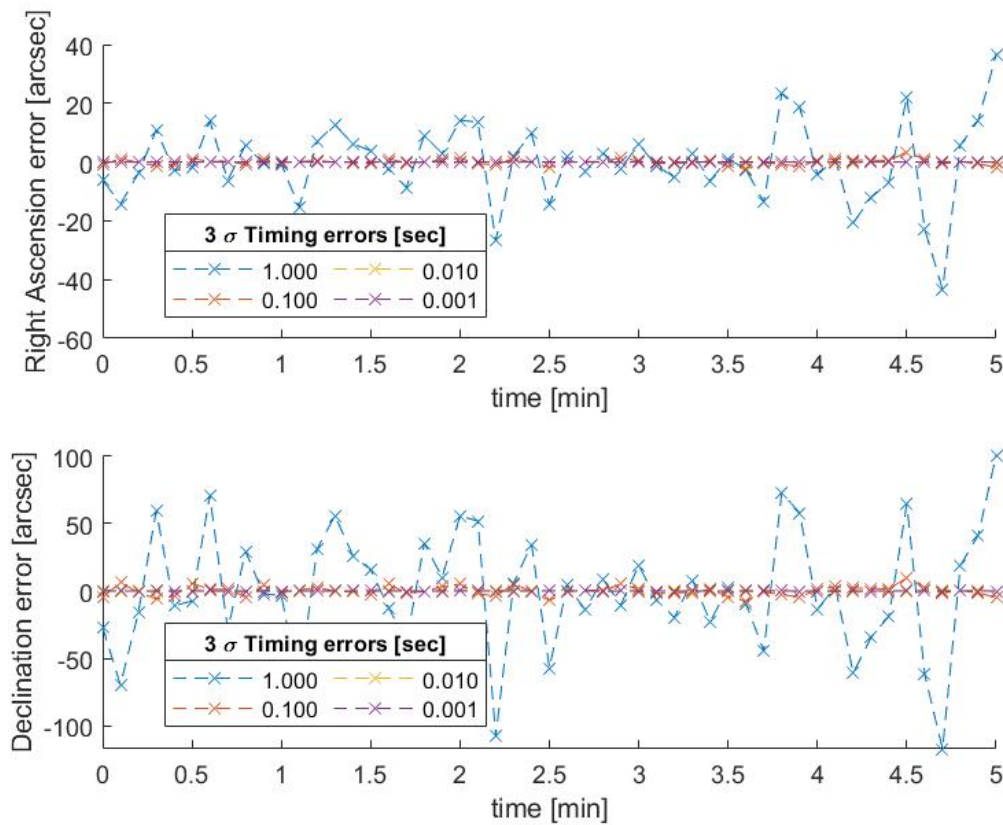 Right Ascension error [arcsec]
40
20
0
-20
-40
-60
3 σ Timing errors [sec]
1.000 0.010
0.100 0.001
0 0.5 1 1.5 2 2.5 3 3.5 4 4.5 5
time [min]
Declination error [arcsec]
100
50
0
-50
-100
3 σ Timing errors [sec]
1.000 0.010
0.100 0.001
0 0.5 1 1.5 2 2.5 3 3.5 4 4.5 5
time [min]